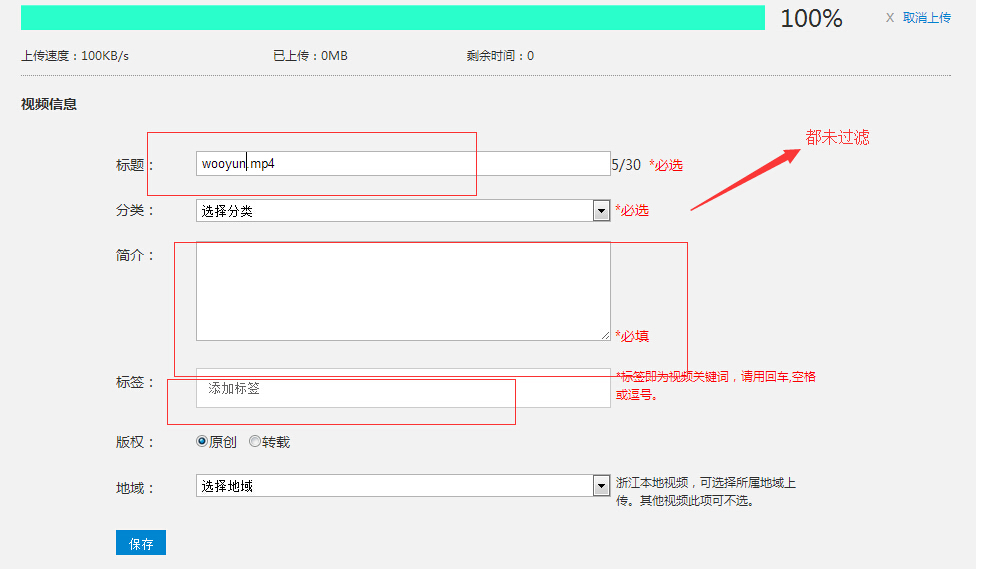 100% X 取消上传
上传速度：100KB/s 已上传：0MB 剩余时间：0
视频信息
都未过滤
标题： wooyun.mp4 5/30 *必选
分类： 选择分类 *必选
简介：
*必填
标签： 添加标签 *标签即为视频关键词，请用回车,空格
或逗号。
版权： 原创 转载
地域： 选择地域 浙江本地视频，可选择所属地域上
传。其他视频此项可不选。
保存